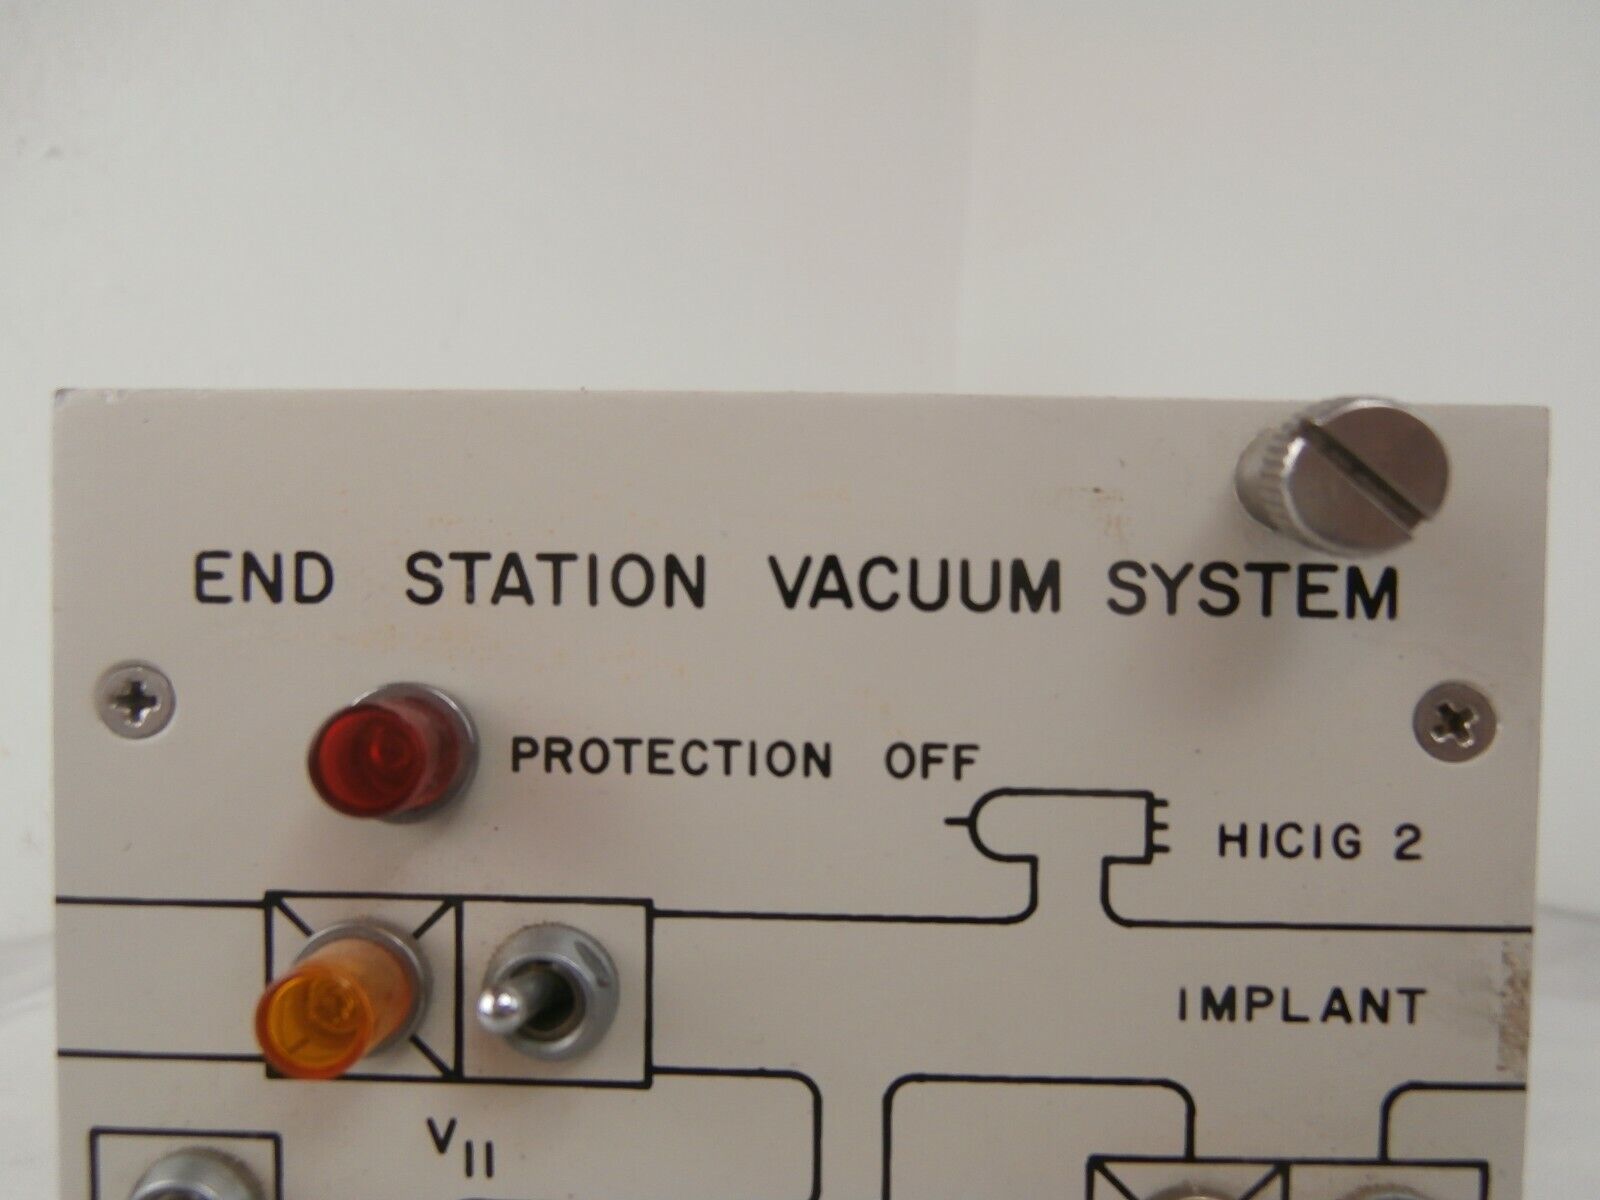 END STATION VACUUM SYSTEM
PROTECTION OFF
HICIG 2
IMPLANT
V11